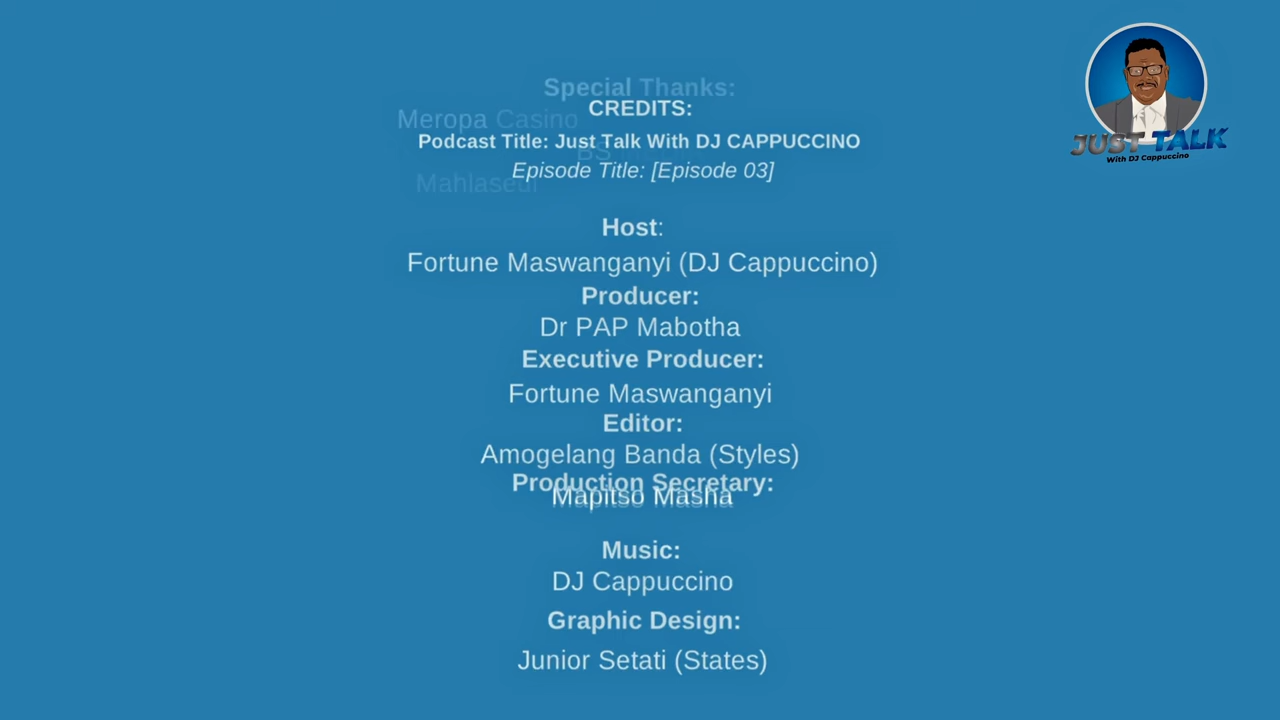 Special Thanks:
CREDITS:
Meropa Casino
Podcast Title: Just Talk With DJ CAPPUCCINO
BS
Episode Title: [Episode 03]
Host:
Fortune Maswanganyi (DJ Cappuccino)
Producer:
Dr PAP Mabotha
Executive Producer:
Fortune Maswanganyi
Editor:
Amogelang Banda (Styles)
Production Secretary:
Mapitso Masha
Music:
DJ Cappuccino
Graphic Design:
Junior Setati (States)
JUST TALK
With DJ Cappuccino